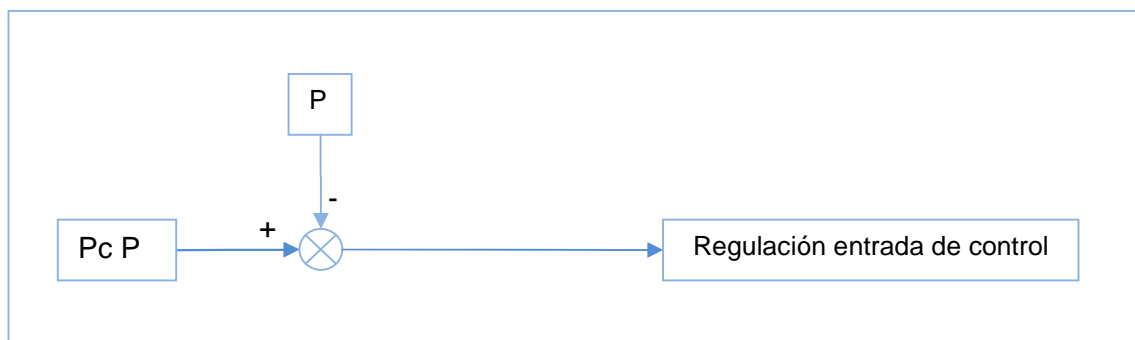 P
-
+
Pc P
Regulación entrada de control